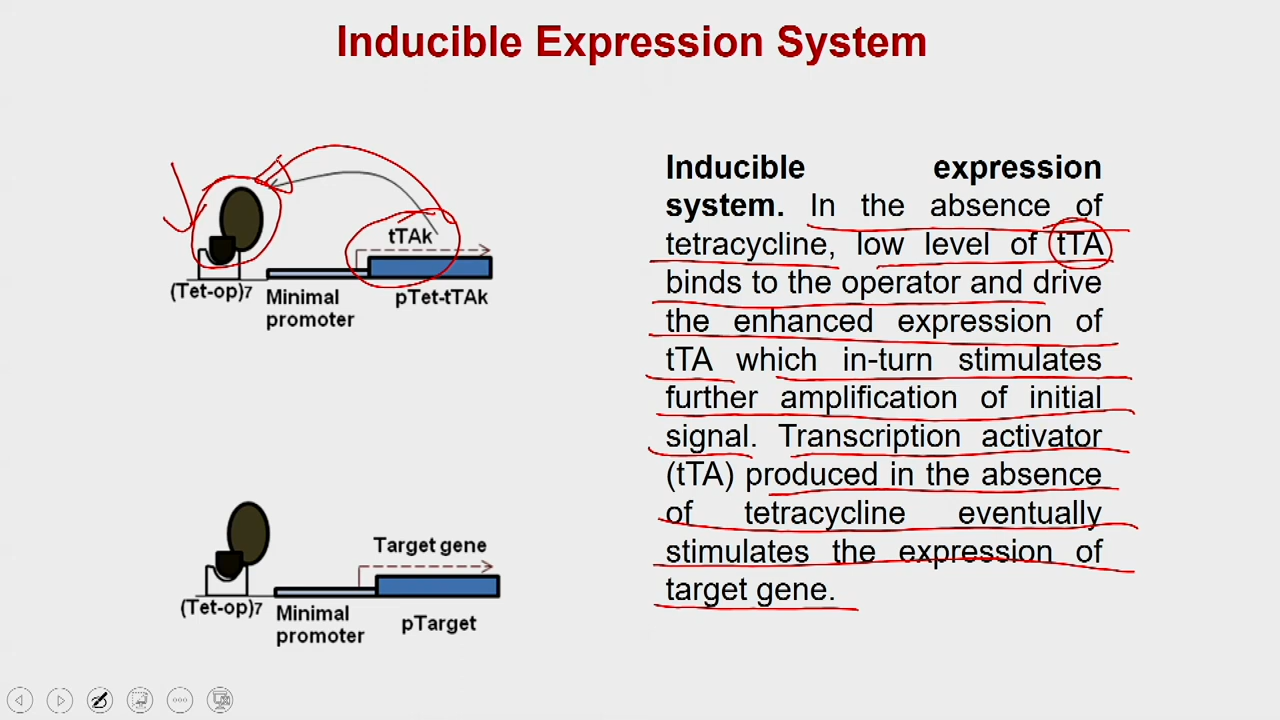 Inducible Expression System
tTAk
(Tet-op)7
Minimal
promoter
pTet-tTAk
Target gene
(Tet-op)7
Minimal
promoter
pTarget
Inducible expression
system. In the absence of
tetracycline, low level of tTA
binds to the operator and drive
the enhanced expression of
tTA which in-turn stimulates
further amplification of initial
signal. Transcription activator
(tTA) produced in the absence
of tetracycline eventually
stimulates the expression of
target gene.